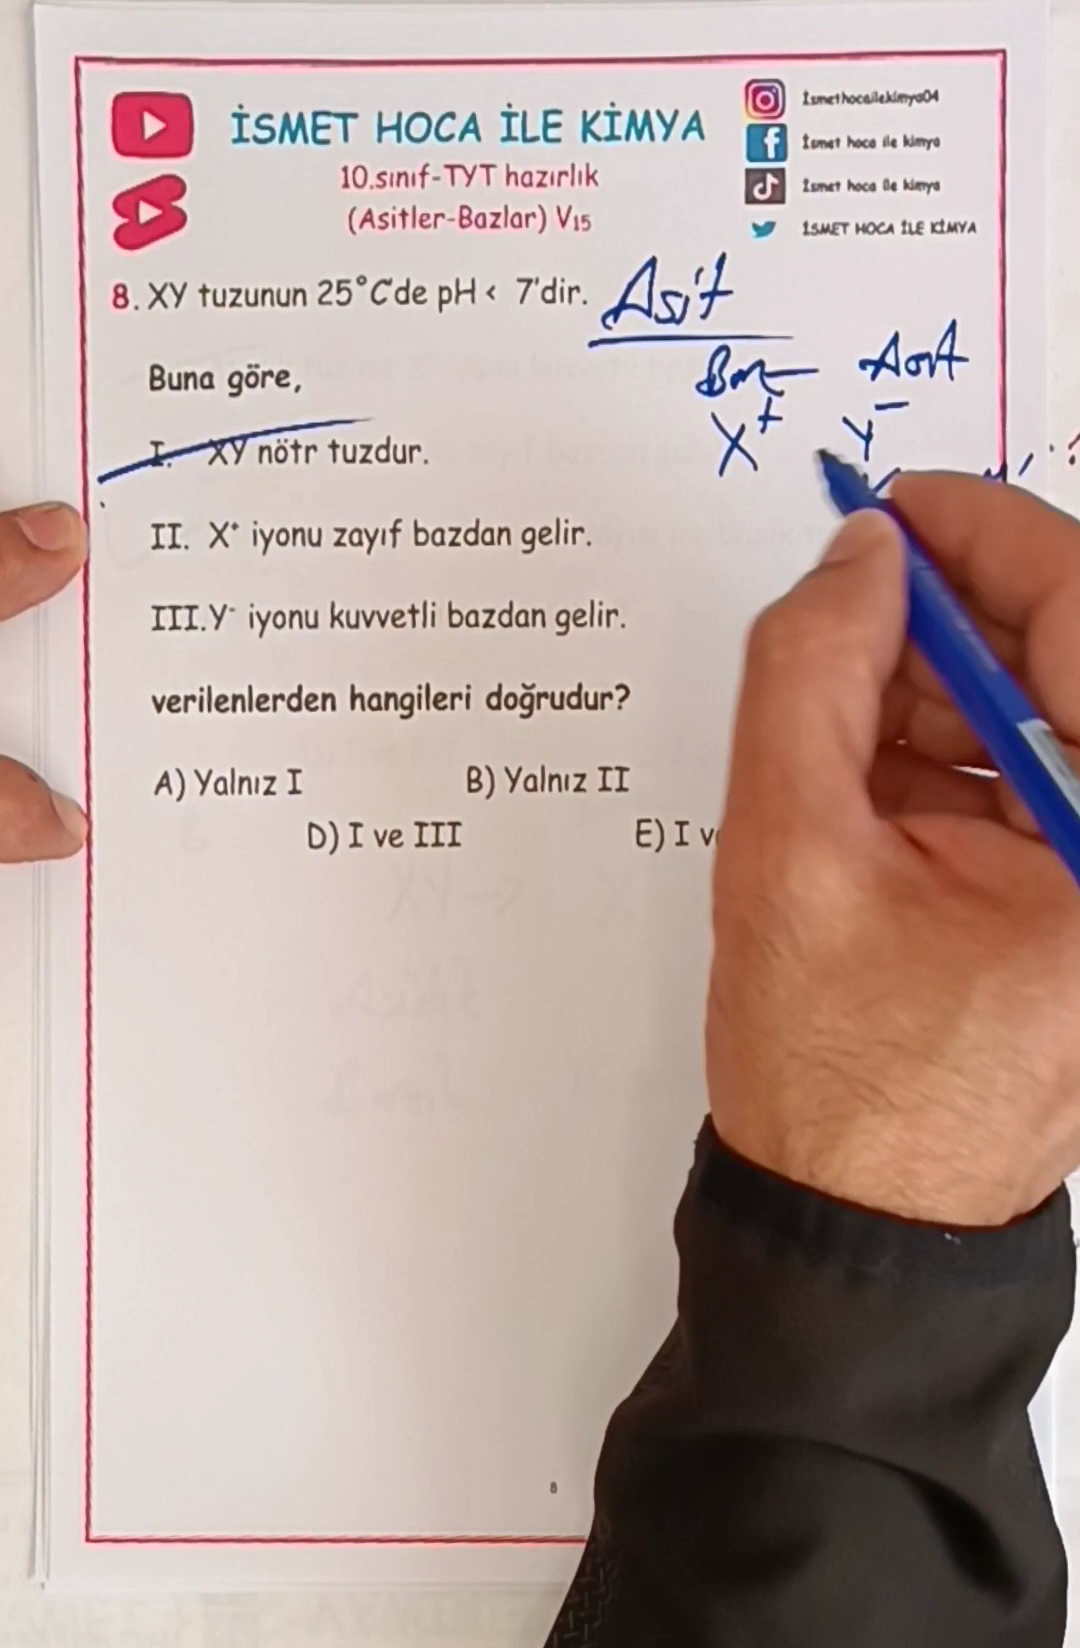 İSMET HOCA İLE KİMYA
10.sınıf-TYT hazırlık
(Asitler-Bazlar) V15
İsmethocailekimya04
İsmet hoca ile kimya
İsmet hoca ile kimya
İSMET HOCA İLE KİMYA
8. XY tuzunun 25°C'de pH < 7'dir. Asit
Baz Asit
Buna göre,
X⁺ Y⁻
I. XY nötr tuzdur.
II. X⁺ iyonu zayıf bazdan gelir.
III. Y⁻ iyonu kuvvetli bazdan gelir.
verilenlerden hangileri doğrudur?
A) Yalnız I B) Yalnız II
D) I ve III E) I
8